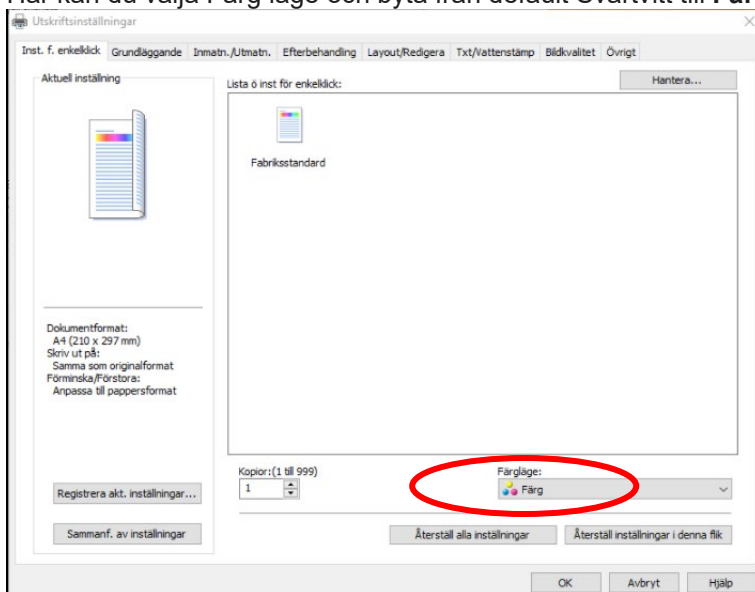 Här kan du välja Färg läge och byta från default Svartvitt till
Utskriftsinställningar
Inst. f. enkelklick Grundläggande Inmatn./Utmatn. Efterbehandling Layout/Redigera Txt/Vattenstämp Bildkvalitet Övrigt
Aktuell inställning
Lista ö inst för enkelklick:
Hantera...
Fabriksstandard
Dokumentformat:
A4 (210 x 297 mm)
Skriv ut på:
Samma som originalformat
Förminska/Förstora:
Anpassa till pappersformat
Kopior:(1 till 999)
Färgläge:
1
Färg
Registrera akt. inställningar...
Sammanf. av inställningar
Återställ alla inställningar
Återställ inställningar i denna flik
OK
Avbryt
Hjälp